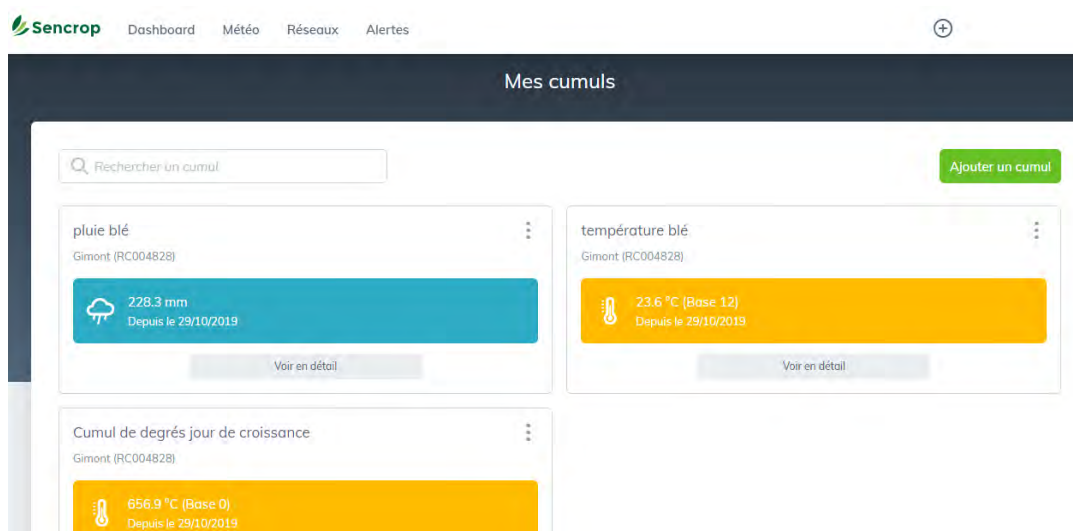 Sencrop Dashboard Météo Réseaux Alertes
Mes cumuls
Rechercher un cumul
Ajouter un cumul
pluie blé
Gimont (RC004828)
228.3 mm
Depuis le 29/10/2019
Voir en détail
température blé
Gimont (RC004828)
23.6 °C (Base 12)
Depuis le 29/10/2019
Voir en détail
Cumul de degrés jour de croissance
Gimont (RC004828)
656.9 °C (Base 0)
Depuis le 29/10/2019